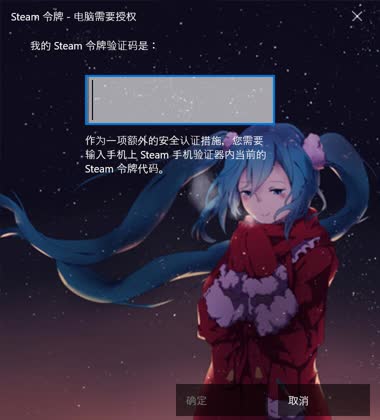 Steam 令牌 - 电脑需要授权
我的 Steam 令牌验证码是：
作为一项额外的安全认证措施，您需要
输入手机上 Steam 手机验证器内当前的
Steam 令牌代码。
确定
取消